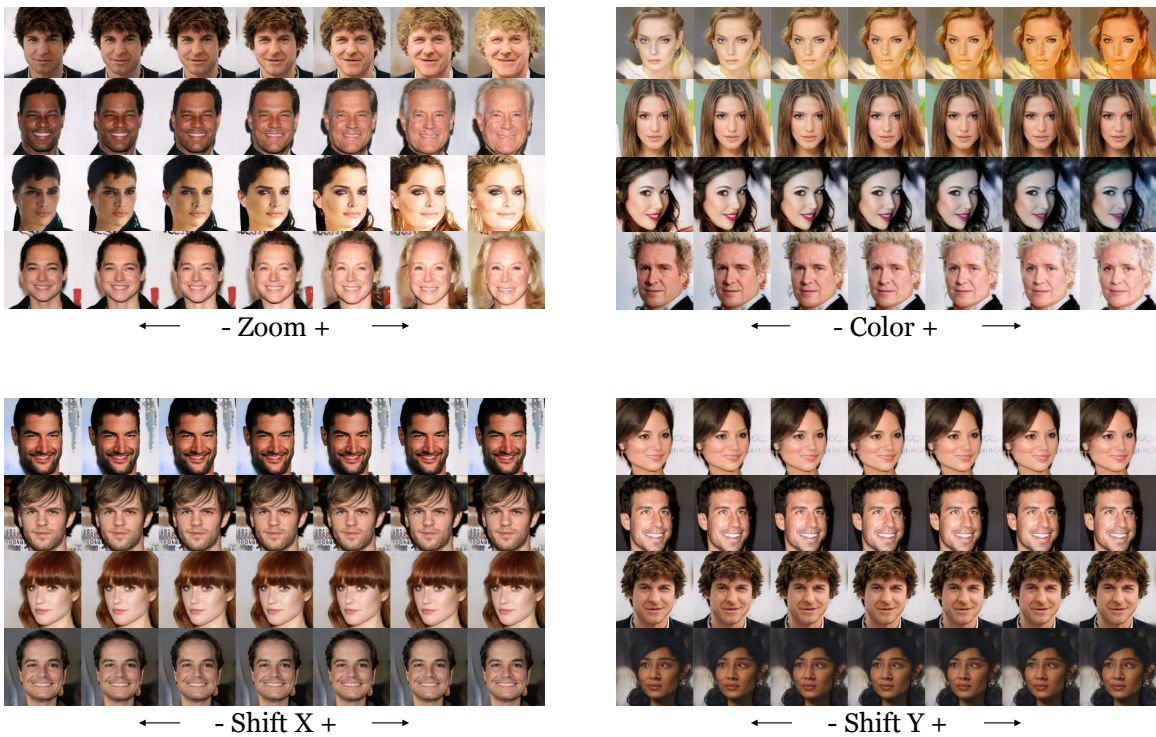 - Zoom +
- Color +
- Shift X +
- Shift Y +